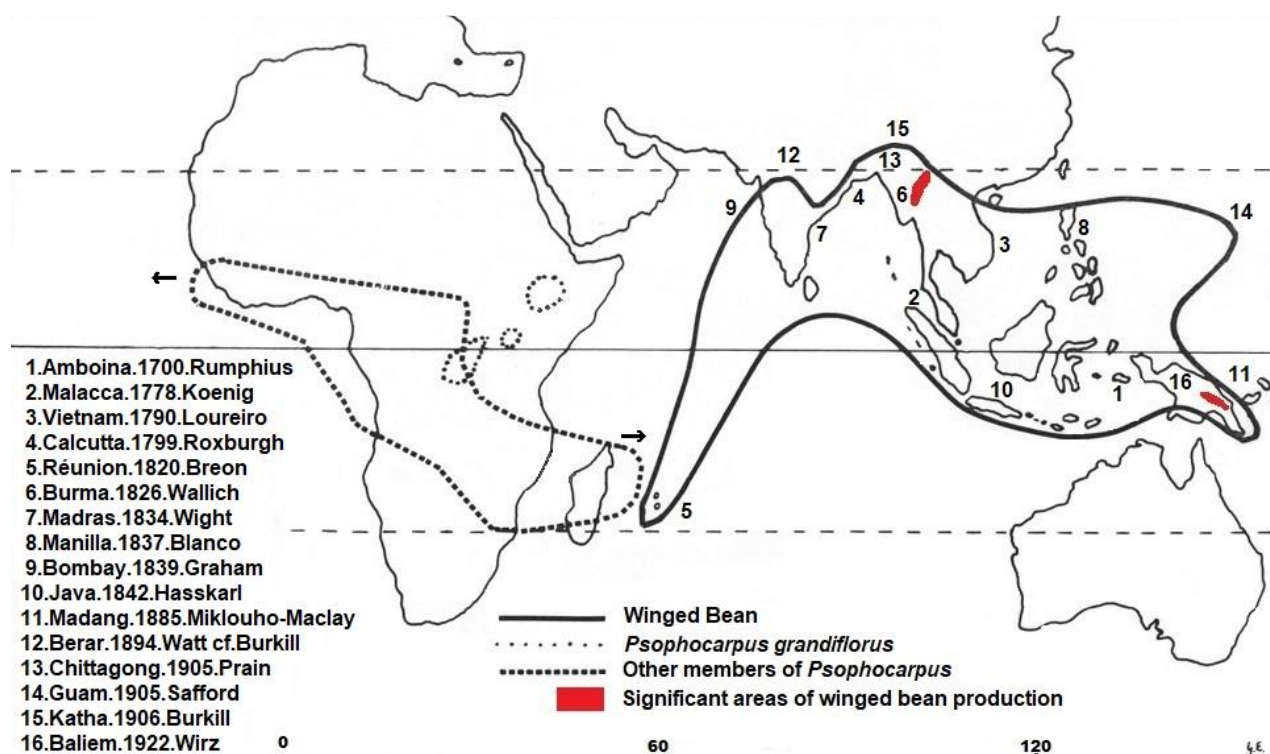 15
12
13
9
6
4
14
7
8
3
2
11
16
10
1
5
1.Amboina.1700.Rumphius
2.Malacca.1778.Koenig
3.Vietnam.1790.Loureiro
4.Calcutta.1799.Roxburgh
5.Réunion.1820.Breon
6.Burma.1826.Wallich
7.Madras.1834.Wight
8.Manilla.1837.Blanco
9.Bombay.1839.Graham
10.Java.1842.Hasskarl
11.Madang.1885.Miklouho-Maclay
12.Berar.1894.Watt cf.Burkill
13.Chittagong.1905.Prain
14.Guam.1905.Safford
15.Katha.1906.Burkill
16.Baliem.1922.Wirz
Winged Bean
Psophocarpus grandiflorus
Other members of Psophocarpus
Significant areas of winged bean production
0
60
120